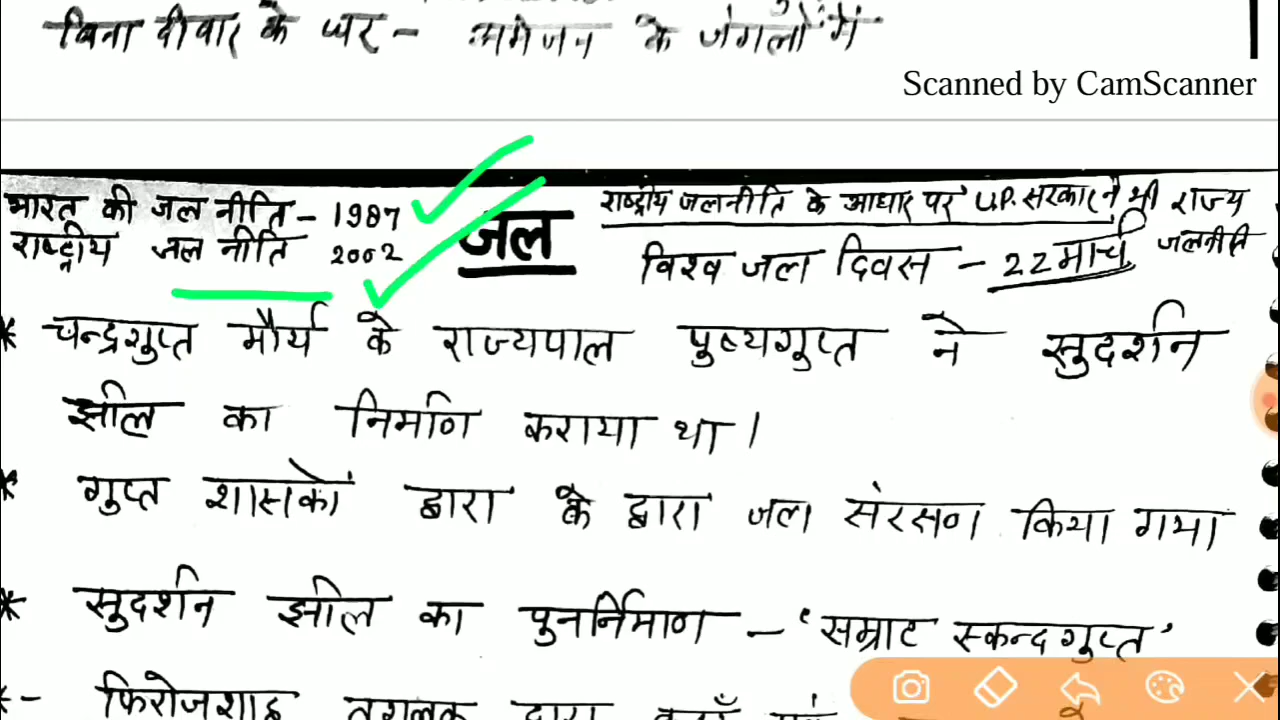 बिना दीवार के घर - अमेजन के जंगलों में
Scanned by CamScanner
भारत की जल नीति - 1987
राष्ट्रीय जल नीति 2002
जल
राष्ट्रीय जलनीति के आधार पर U.P. सरकार ने भी राज्य जलनीति
विश्व जल दिवस - 22 मार्च
* चन्द्रगुप्त मौर्य के राज्यपाल पुष्यगुप्त ने सुदर्शन
झील का निर्माण कराया था।
* गुप्त शासकों द्वारा के द्वारा जल संरक्षण किया गया
* सुदर्शन झील का पुनर्निमाण - 'सम्राट स्कन्दगुप्त'
*- फिरोजशाह तुगलक द्वारा